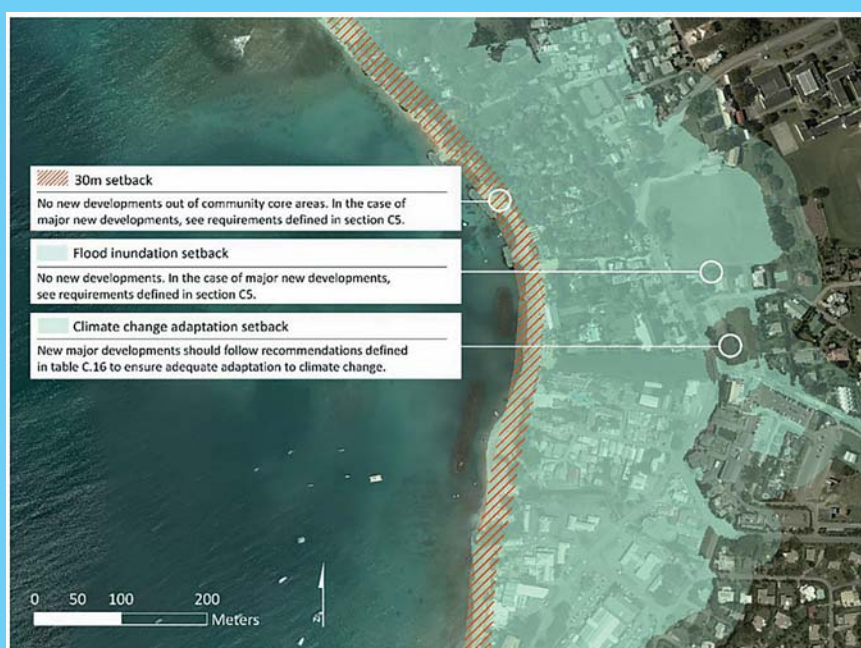 30m setback
No new developments out of community core areas. In the case of
major new developments, see requirements defined in section C5.
Flood inundation setback
No new developments. In the case of major new developments,
see requirements defined in section C5.
Climate change adaptation setback
New major developments should follow recommendations defined
in table C.16 to ensure adequate adaptation to climate change.
0 50 100 200
Meters